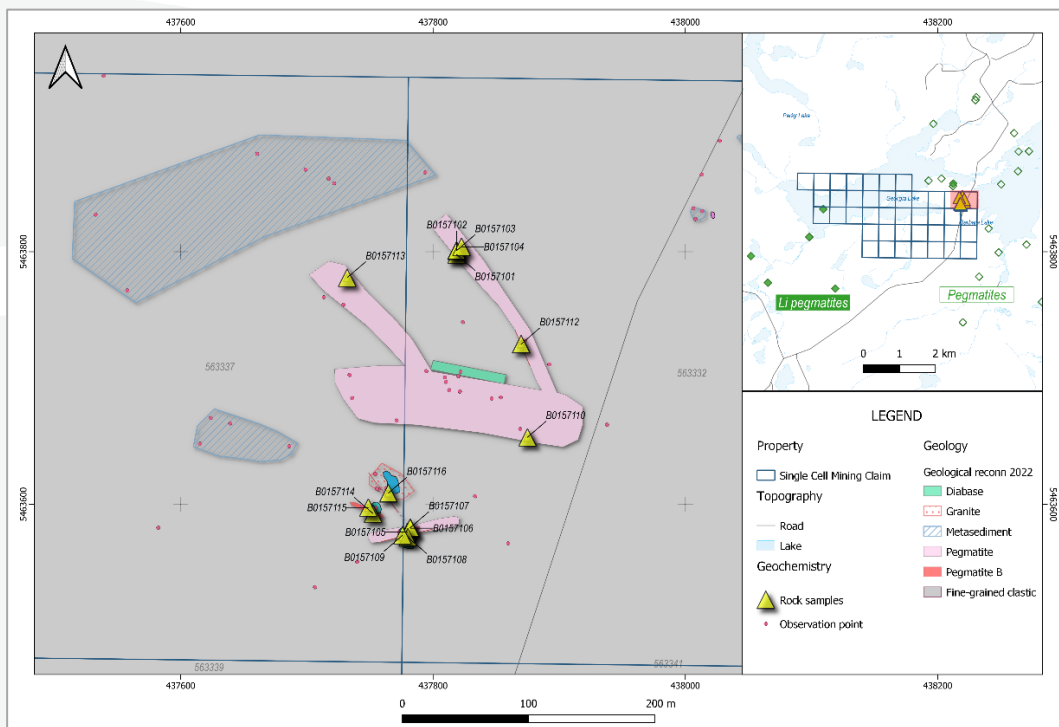 437600
437800
438000
438200
5463800
5463600
B0157102
B0157103
B0157104
B0157101
B0157113
B0157112
B0157110
B0157116
B0157114
B0157115
B0157107
B0157105
B0157106
B0157109
B0157108
563337
563332
563339
563341
Georgia Lake
Li pegmatites
Pegmatites
0 1 2 km
5463800
5463600
LEGEND
Property
Single Cell Mining Claim
Topography
Road
Lake
Geochemistry
Rock samples
Observation point
Geology
Geological reconn 2022
Diabase
Granite
Metasediment
Pegmatite
Pegmatite B
Fine-grained clastic
437600
437800
438000
438200
0 100 200 m